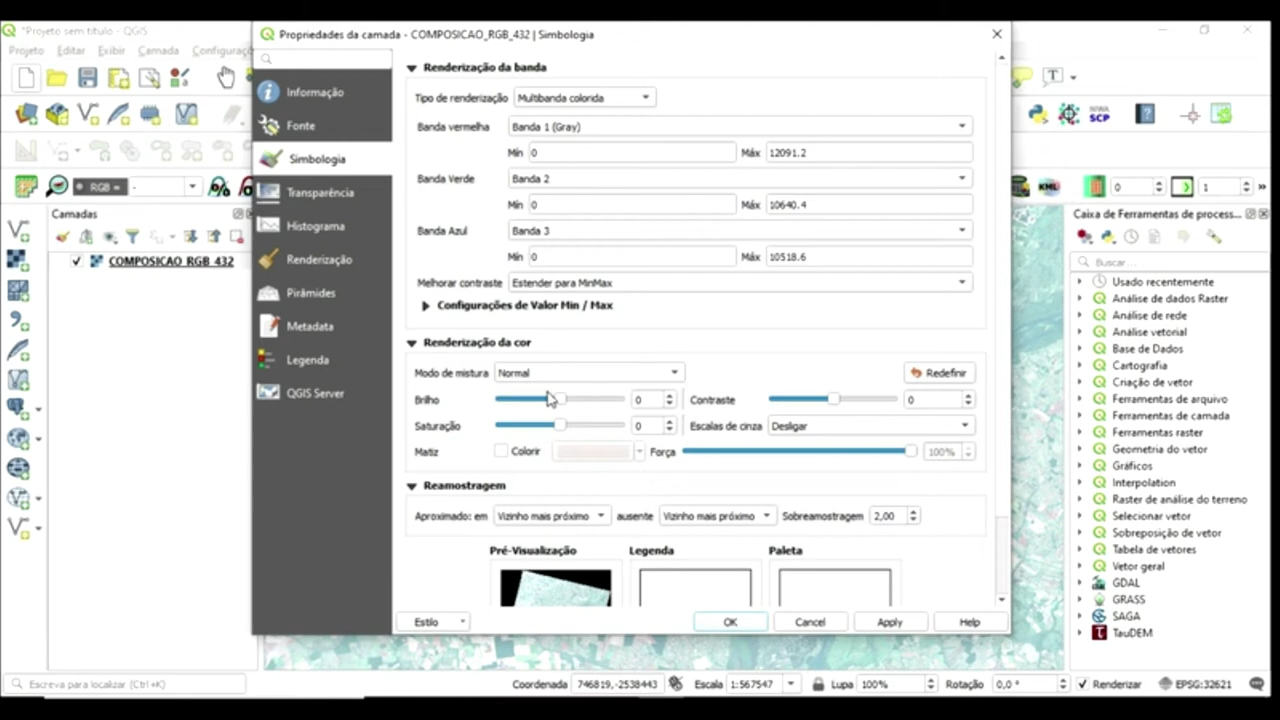 *Projeto sem título - QGIS
Projeto Editar Exibir Camada Configuraç
Propriedades da camada - COMPOSICAO_RGB_432 | Simbologia
Informação
Fonte
Simbologia
Transparência
Histograma
Renderização
Pirâmides
Metadata
Legenda
QGIS Server
Renderização da banda
Tipo de renderização Multibanda colorida
Banda vermelha Banda 1 (Gray)
Mín 0 Máx 12091.2
Banda Verde Banda 2
Mín 0 Máx 10640.4
Banda Azul Banda 3
Mín 0 Máx 10518.6
Melhorar contraste Estender para MinMax
Configurações de Valor Min / Max
Renderização da cor
Modo de mistura Normal Redefinir
Brilho 0 Contraste 0
Saturação 0 Escalas de cinza Desligar
Matiz Colorir Força 100%
Reamostragem
Aproximado: em Vizinho mais próximo ausente Vizinho mais próximo Sobreamostragem 2,00
Pré-Visualização Legenda Paleta
Estilo OK Cancel Apply Help
RGB = -
Camadas
COMPOSICAO_RGB_432
T
SCP
KML
0 1 »
Caixa de Ferramentas de process...
Buscar...
Usado recentemente
Análise de dados Raster
Análise de rede
Análise vetorial
Base de Dados
Cartografia
Criação de vetor
Ferramentas de arquivo
Ferramentas de camada
Ferramentas raster
Geometria do vetor
Gráficos
Interpolation
Raster de análise do terreno
Selecionar vetor
Sobreposição de vetor
Tabela de vetores
Vetor geral
GDAL
GRASS
SAGA
TauDEM
Escreva para localizar (Ctrl+K) Coordenada 746819,-2538443 Escala 1:567547 Lupa 100% Rotação 0,0 ° Renderizar EPSG:32621